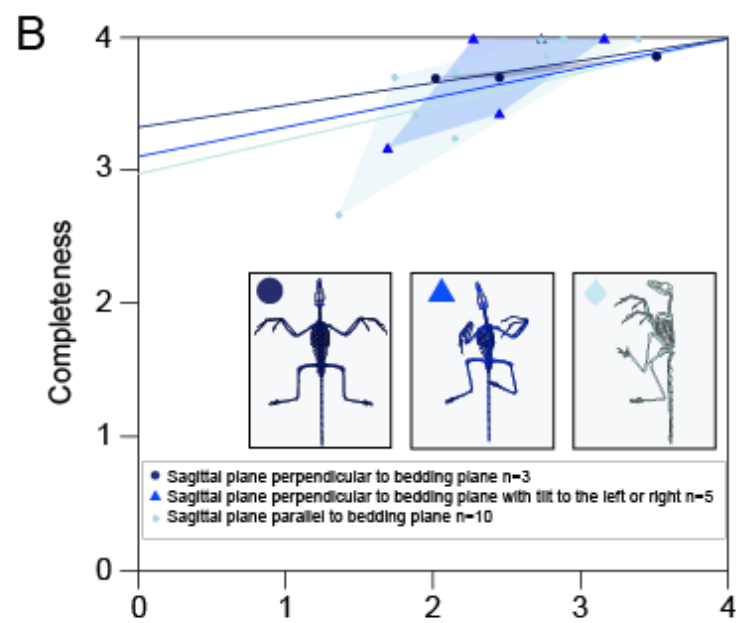 B
4
3
2
1
0
Completeness
Sagittal plane perpendicular to bedding plane n=3
Sagittal plane perpendicular to bedding plane with tilt to the left or right n=5
Sagittal plane parallel to bedding plane n=10
0 1 2 3 4